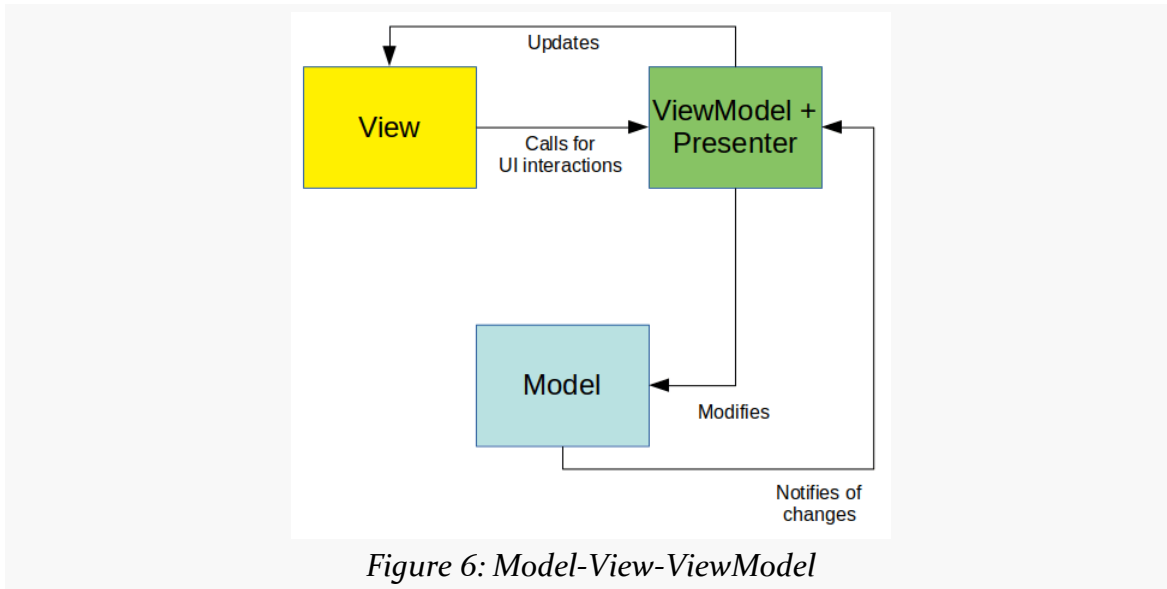 Updates
View
ViewModel +
Presenter
Calls for
UI interactions
Model
Modifies
Notifies of
changes
Figure 6: Model-View-ViewModel